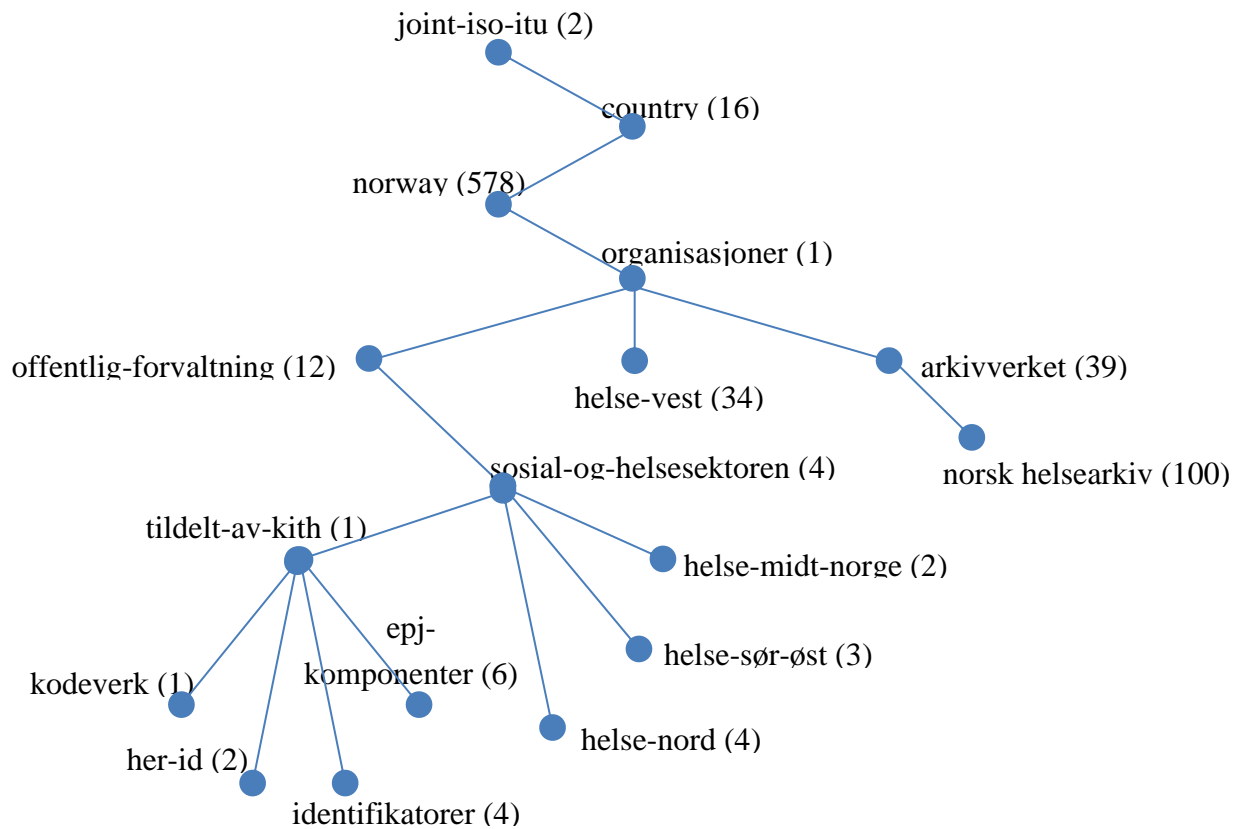 joint-iso-itu (2)
country (16)
norway (578)
organisasjoner (1)
offentlig-forvaltning (12)
helse-vest (34)
arkivverket (39)
sosial-og-helsesektoren (4)
norsk helsearkiv (100)
tildelt-av-kith (1)
helse-midt-norge (2)
epj-
komponenter (6)
helse-sør-øst (3)
kodeverk (1)
helse-nord (4)
her-id (2)
identifikatorer (4)